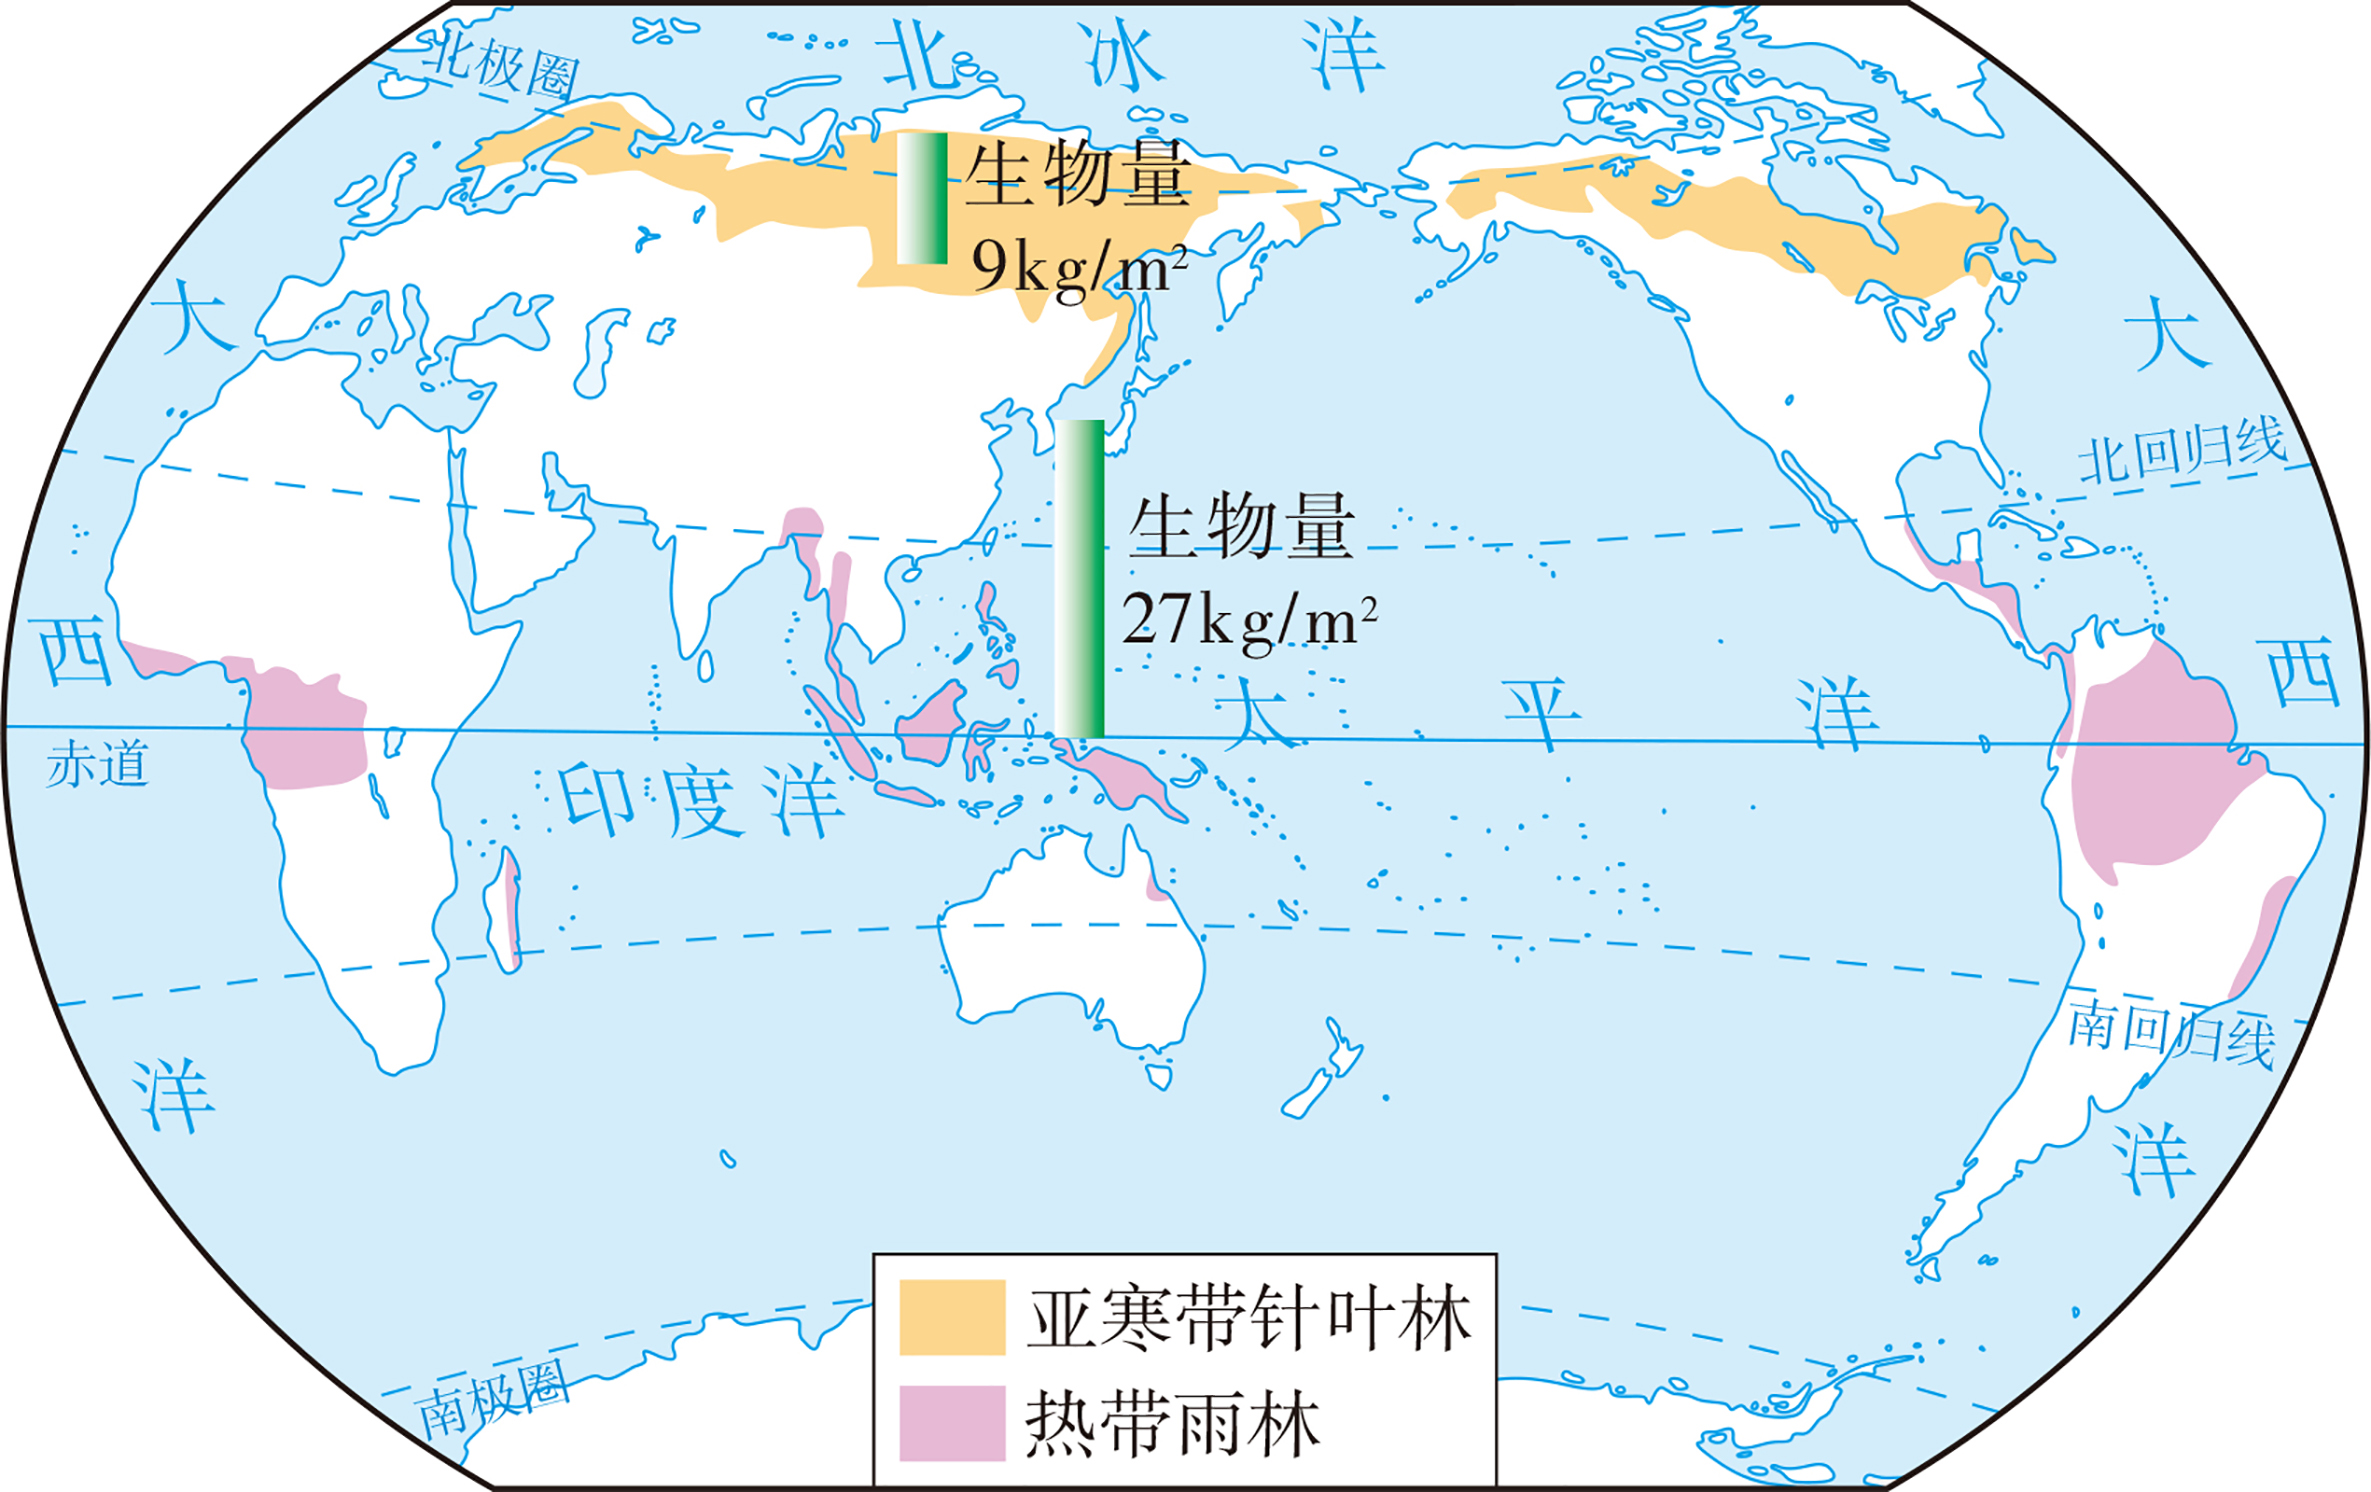 北极圈
北冰洋
生物量
9kg/m²
大
大
北回归线
生物量
27kg/m²
西
西
大平洋
赤道
印度洋
南回归线
洋
洋
南极圈
亚寒带针叶林
热带雨林